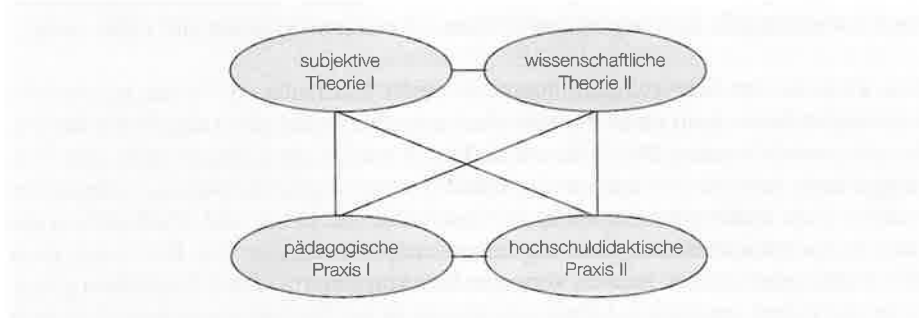 subjektive
Theorie I
wissenschaftliche
Theorie II
pädagogische
Praxis I
hochschuldidaktische
Praxis II